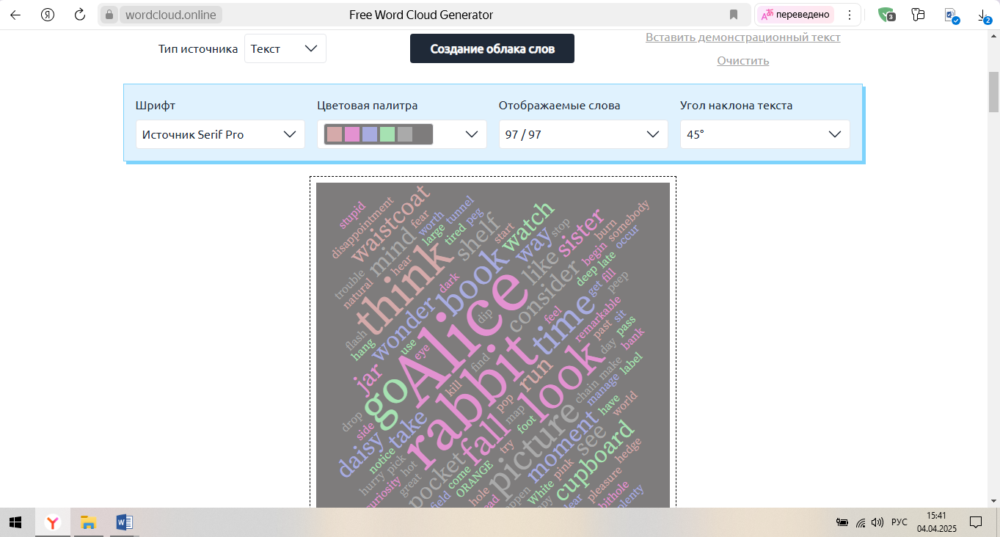 wordcloud.online
Free Word Cloud Generator
переведено
3
2
Тип источника
Текст
Создание облака слов
Вставить демонстрационный текст
Очистить
Шрифт
Цветовая палитра
Отображаемые слова
Угол наклона текста
Источник Serif Pro
97 / 97
45°
stupid
disappointment
waistcoat
fear
worth
tunnel
large
tired
peg
mind
shelf
start
watch
way
stop
sister
burn
somebody
begin
occur
trouble
natural
hear
think
dark
book
like
consider
deep
late
get
fill
peep
flash
hang
wonder
use
eye
Alice
dip
feel
time
remarkable
past
sit
pass
day
bank
jar
go
kill
find
rabbit
run
look
chain
make
manage
label
drop
side
daisy
take
fall
pop
map
foot
have
world
notice
pick
hurry
hot
great
curiosity
pocket
come
ORANGE
try
picture
moment
see
cupboard
hedge
field
hole
White
pink
pleasure
plenty
РУС
15:41
04.04.2025